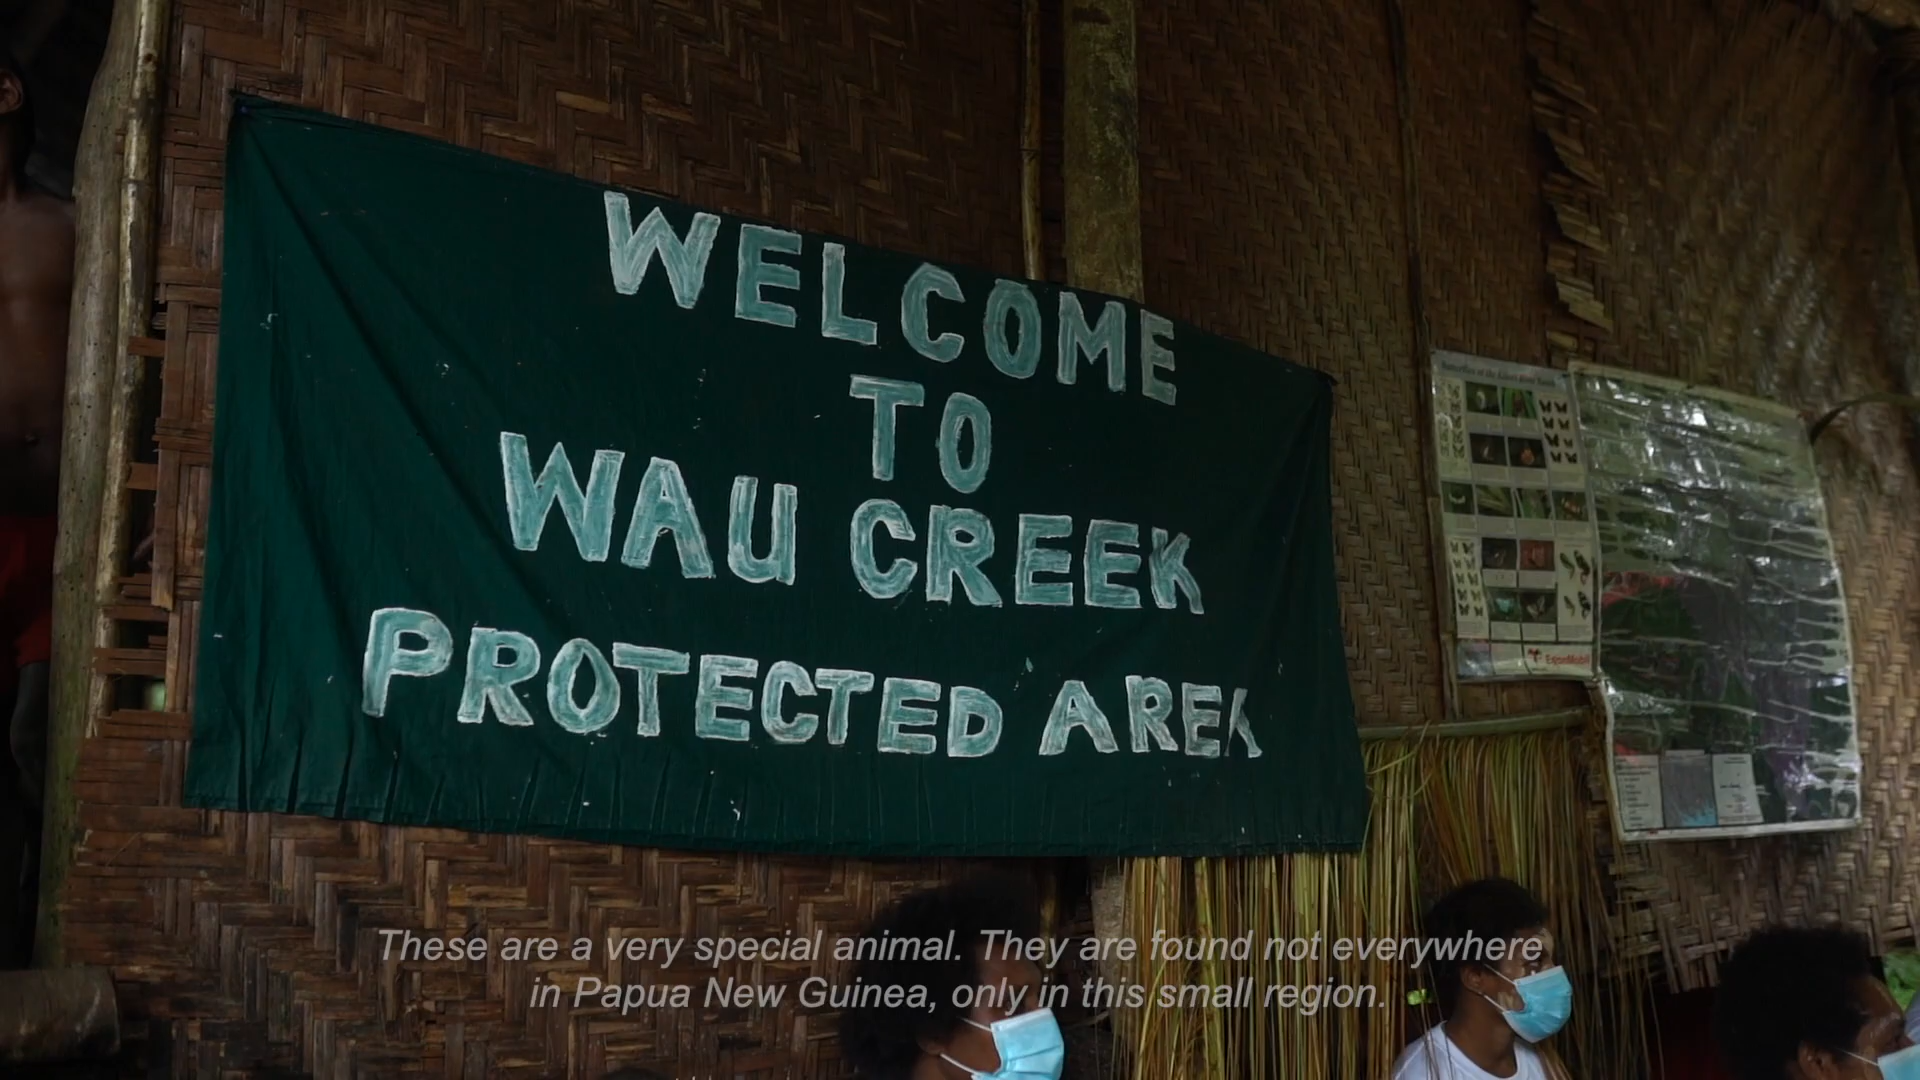 WELCOME
TO
WAU CREEK
PROTECTED AREA
ExxonMobil
These are a very special animal. They are found not everywhere
in Papua New Guinea, only in this small region.